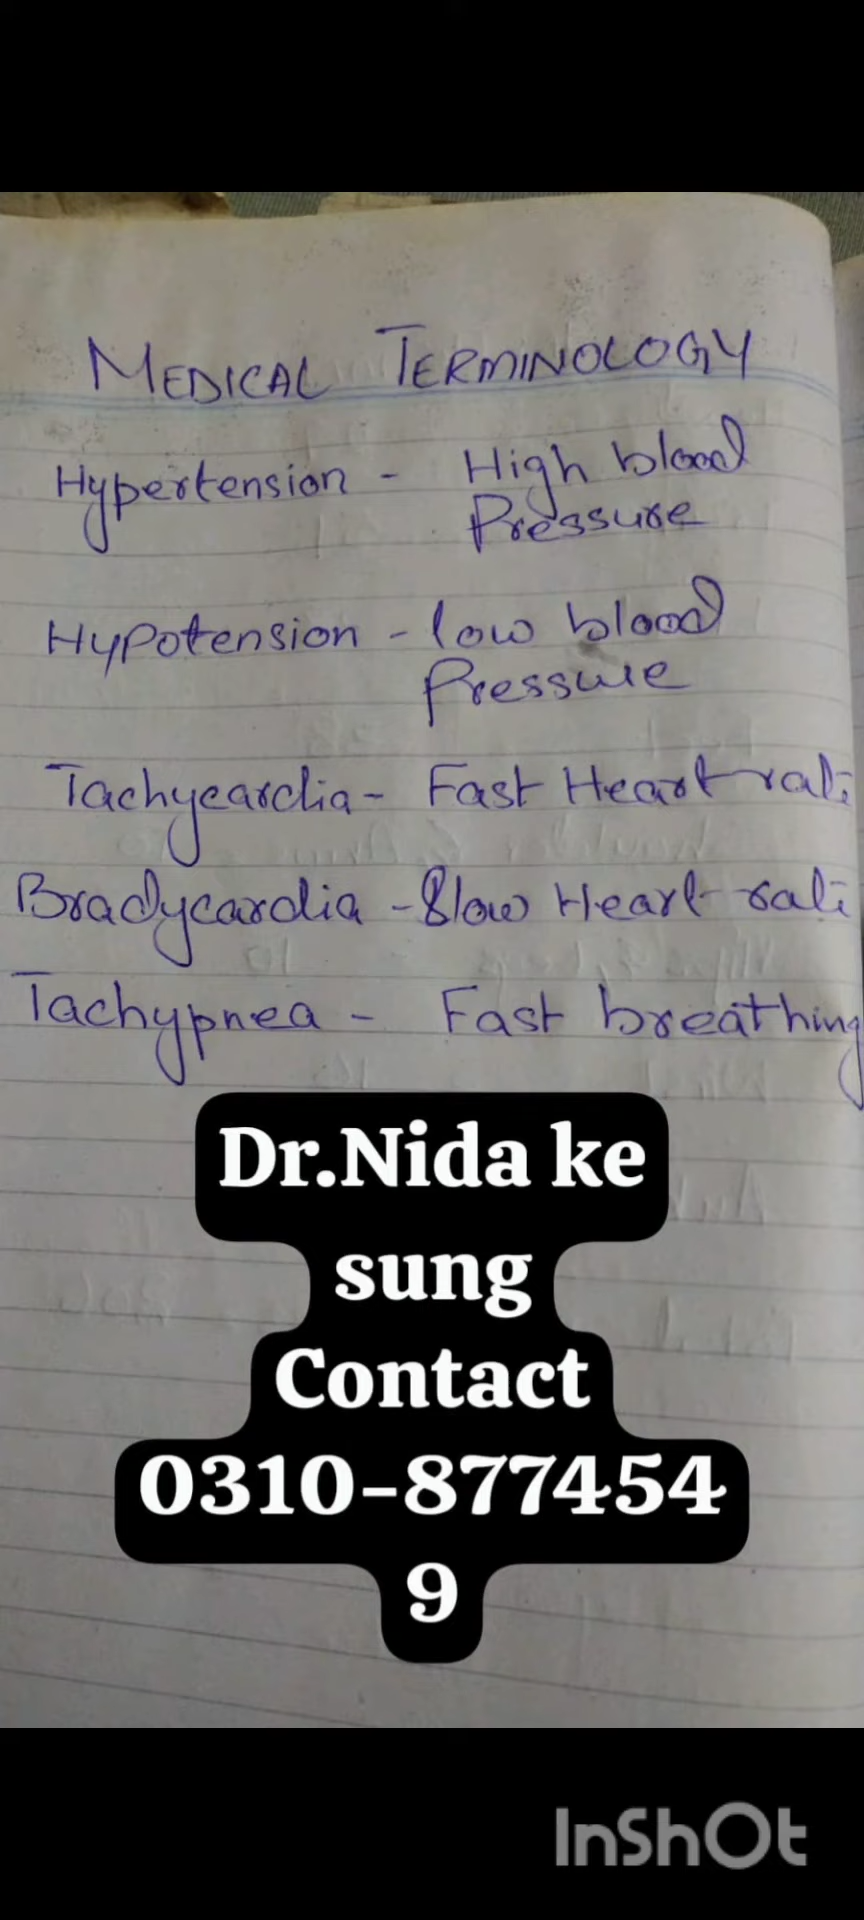 MEDICAL TERMINOLOGY
Hypertension - High blood
Pressure
Hypotension - low blood
Pressure
Tachycardia - Fast Heart rate
Bradycardia - Slow Heart rate
Tachypnea - Fast breathing
Dr.Nida ke
sung
Contact
0310-877454
9
InShOt